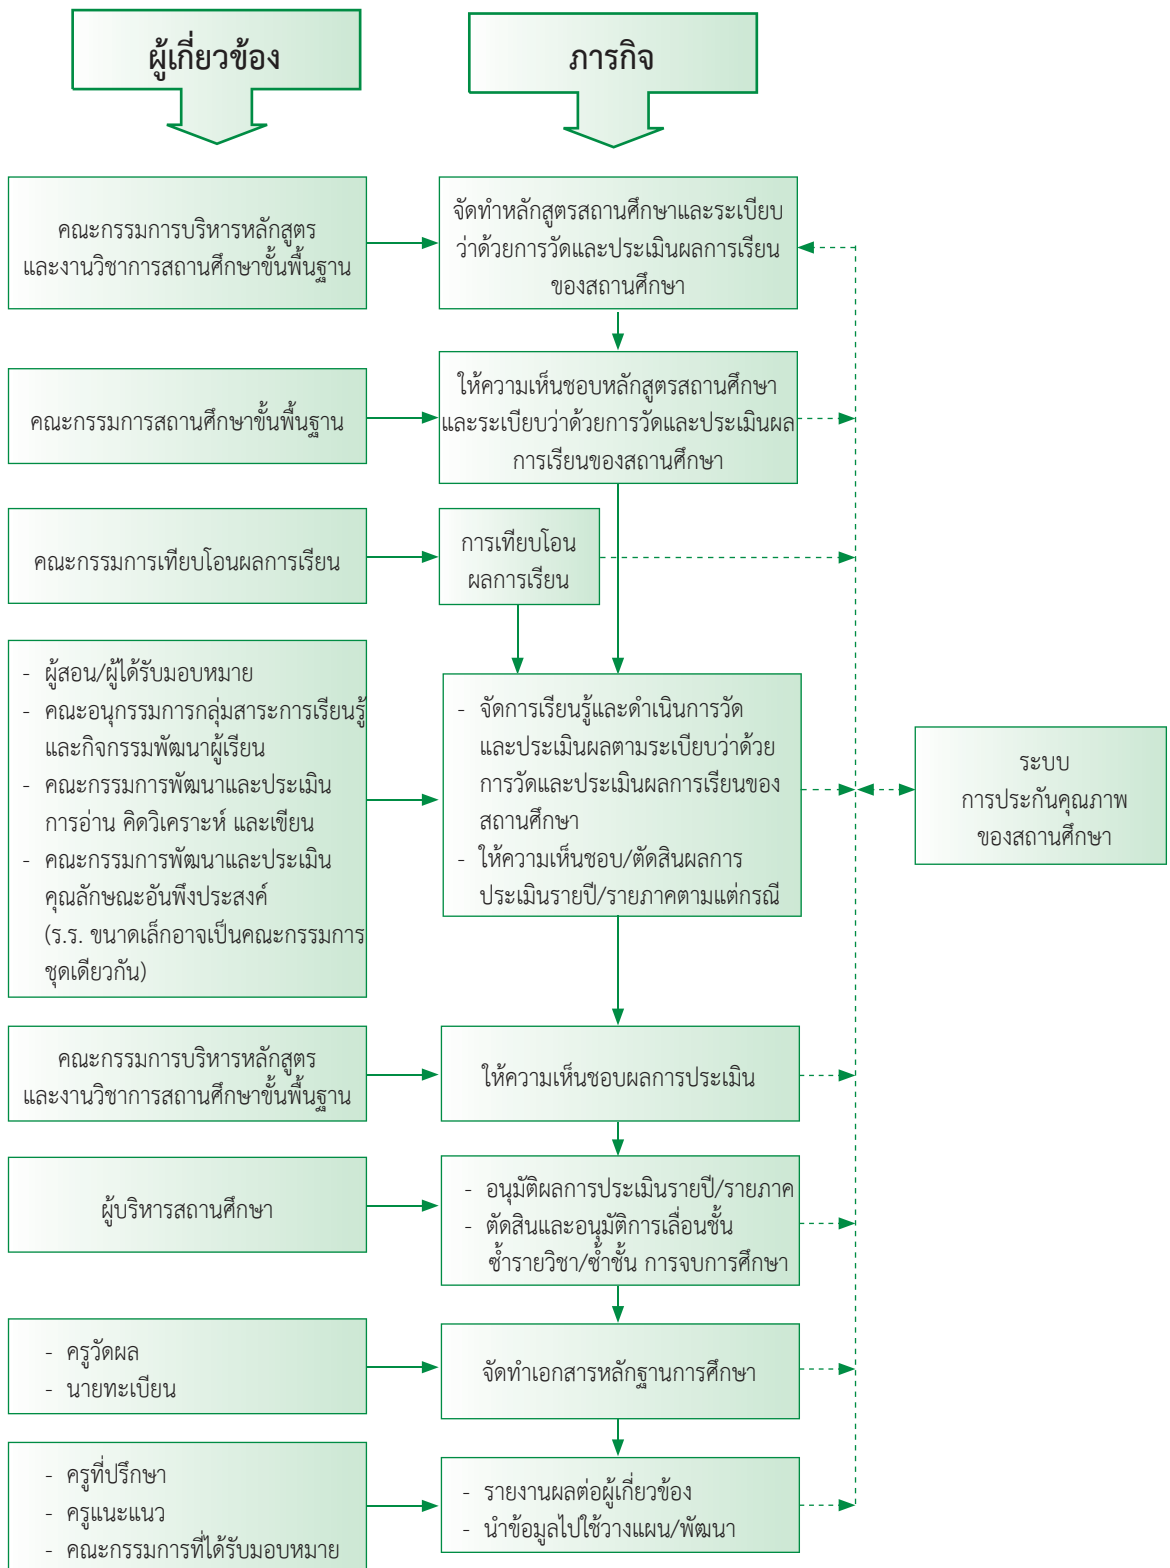 ผู้เกี่ยวข้อง
ภารกิจ
คณะกรรมการบริหารหลักสูตร
และงานวิชาการสถานศึกษาขั้นพื้นฐาน
จัดทำหลักสูตรสถานศึกษาและระเบียบ
ว่าด้วยการวัดและประเมินผลการเรียน
ของสถานศึกษา
คณะกรรมการสถานศึกษาขั้นพื้นฐาน
ให้ความเห็นชอบหลักสูตรสถานศึกษา
และระเบียบว่าด้วยการวัดและประเมินผล
การเรียนของสถานศึกษา
คณะกรรมการเทียบโอนผลการเรียน
การเทียบโอน
ผลการเรียน
- ผู้สอน/ผู้ได้รับมอบหมาย
- คณะอนุกรรมการกลุ่มสาระการเรียนรู้
และกิจกรรมพัฒนาผู้เรียน
- คณะกรรมการพัฒนาและประเมิน
การอ่าน คิดวิเคราะห์ และเขียน
- คณะกรรมการพัฒนาและประเมิน
คุณลักษณะอันพึงประสงค์
(ร.ร. ขนาดเล็กอาจเป็นคณะกรรมการ
ชุดเดียวกัน)
- จัดการเรียนรู้และดำเนินการวัด
และประเมินผลตามระเบียบว่าด้วย
การวัดและประเมินผลการเรียนของ
สถานศึกษา
- ให้ความเห็นชอบ/ตัดสินผลการ
ประเมินรายปี/รายภาคตามแต่กรณี
ระบบ
การประกันคุณภาพ
ของสถานศึกษา
คณะกรรมการบริหารหลักสูตร
และงานวิชาการสถานศึกษาขั้นพื้นฐาน
ให้ความเห็นชอบผลการประเมิน
ผู้บริหารสถานศึกษา
- อนุมัติผลการประเมินรายปี/รายภาค
- ตัดสินและอนุมัติการเลื่อนชั้น
ซ้ำรายวิชา/ซ้ำชั้น การจบการศึกษา
- ครูวัดผล
- นายทะเบียน
จัดทำเอกสารหลักฐานการศึกษา
- ครูที่ปรึกษา
- ครูแนะแนว
- คณะกรรมการที่ได้รับมอบหมาย
- รายงานผลต่อผู้เกี่ยวข้อง
- นำข้อมูลไปใช้วางแผน/พัฒนา